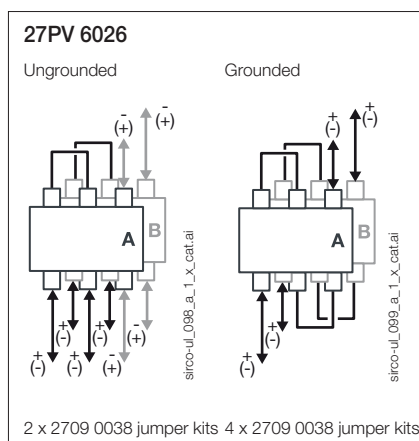 27PV 6026
Ungrounded Grounded
- (+) - (+) + (-) + (-)
A B A B
sirco-ul_098_a_1_x_cat.ai sirco-ul_099_a_1_x_cat.ai
+ (-) + (-) + (-) + (-) - (+) - (+) + (-) + (-)
2 x 2709 0038 jumper kits 4 x 2709 0038 jumper kits